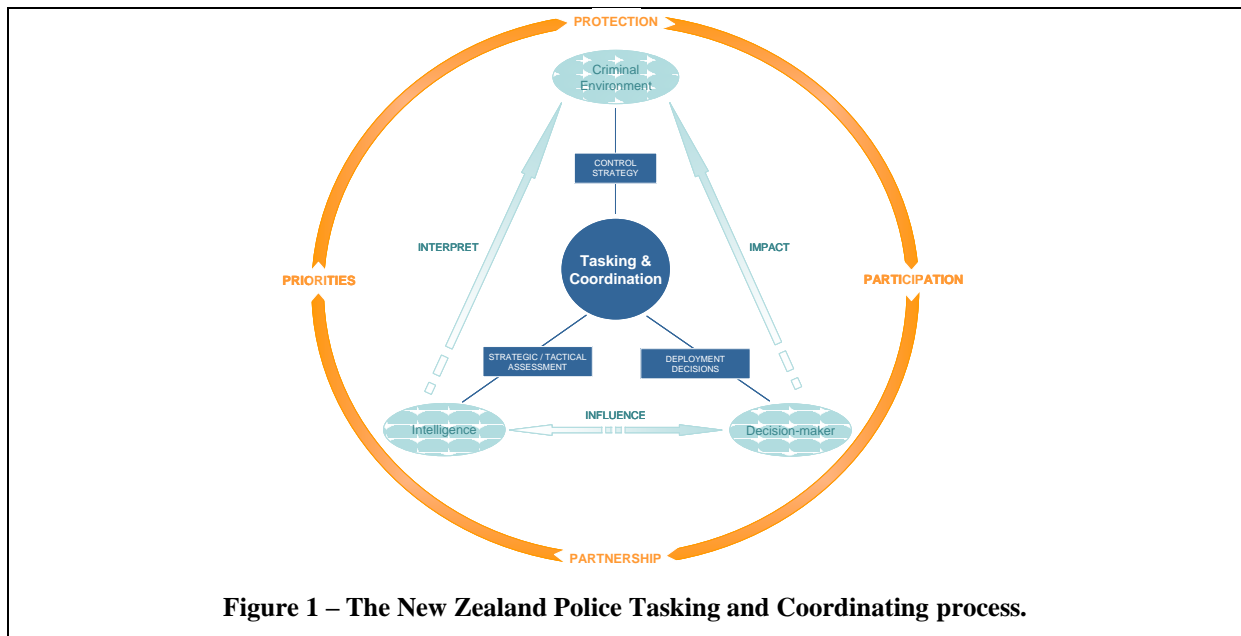 PROTECTION
Criminal
Environment
CONTROL
STRATEGY
INTERPRET
IMPACT
Tasking &
Coordination
PRIORITIES
PARTICIPATION
STRATEGIC / TACTICAL
ASSESSMENT
DEPLOYMENT
DECISIONS
INFLUENCE
Intelligence
Decision-maker
PARTNERSHIP
Figure 1 – The New Zealand Police Tasking and Coordinating process.